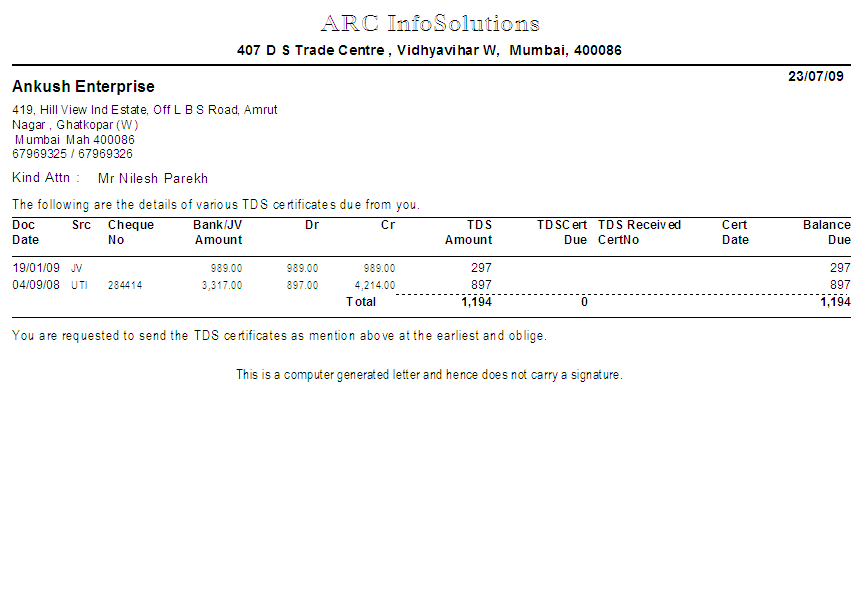 ARC InfoSolutions
407 D S Trade Centre , Vidhyavihar W, Mumbai, 400086
23/07/09
Ankush Enterprise
419, Hill View Ind Estate, Off L B S Road, Amrut
Nagar , Ghatkopar (W)
Mumbai Mah 400086
67969325 / 67969326
Kind Attn : Mr Nilesh Parekh
The following are the details of various TDS certificates due from you.
Doc Src Cheque Bank/JV Dr Cr TDS TDSCert TDS Received Cert Balance
Date No Amount Amount Due CertNo Date Due
19/01/09 JV 989.00 989.00 989.00 297 297
04/09/08 UTI 284414 3,317.00 897.00 4,214.00 897 897
Total 1,194 0 1,194
You are requested to send the TDS certificates as mention above at the earliest and oblige.
This is a computer generated letter and hence does not carry a signature.